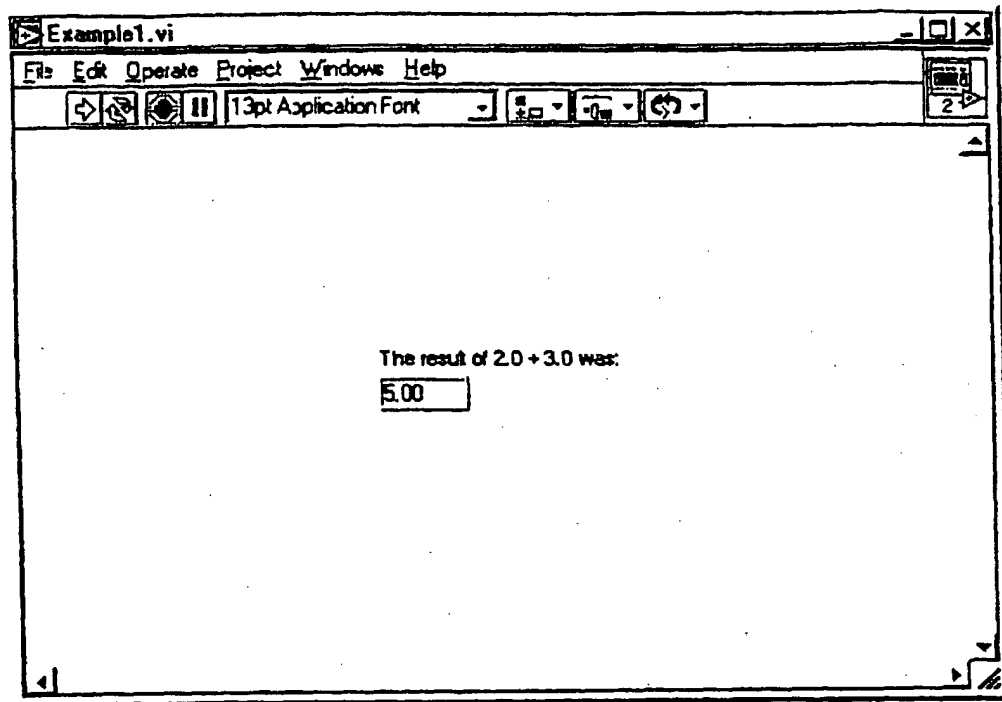 Example1.vi
File Edit Operate Project Windows Help
13pt Application Font
2
The result of 2.0 + 3.0 was:
5.00